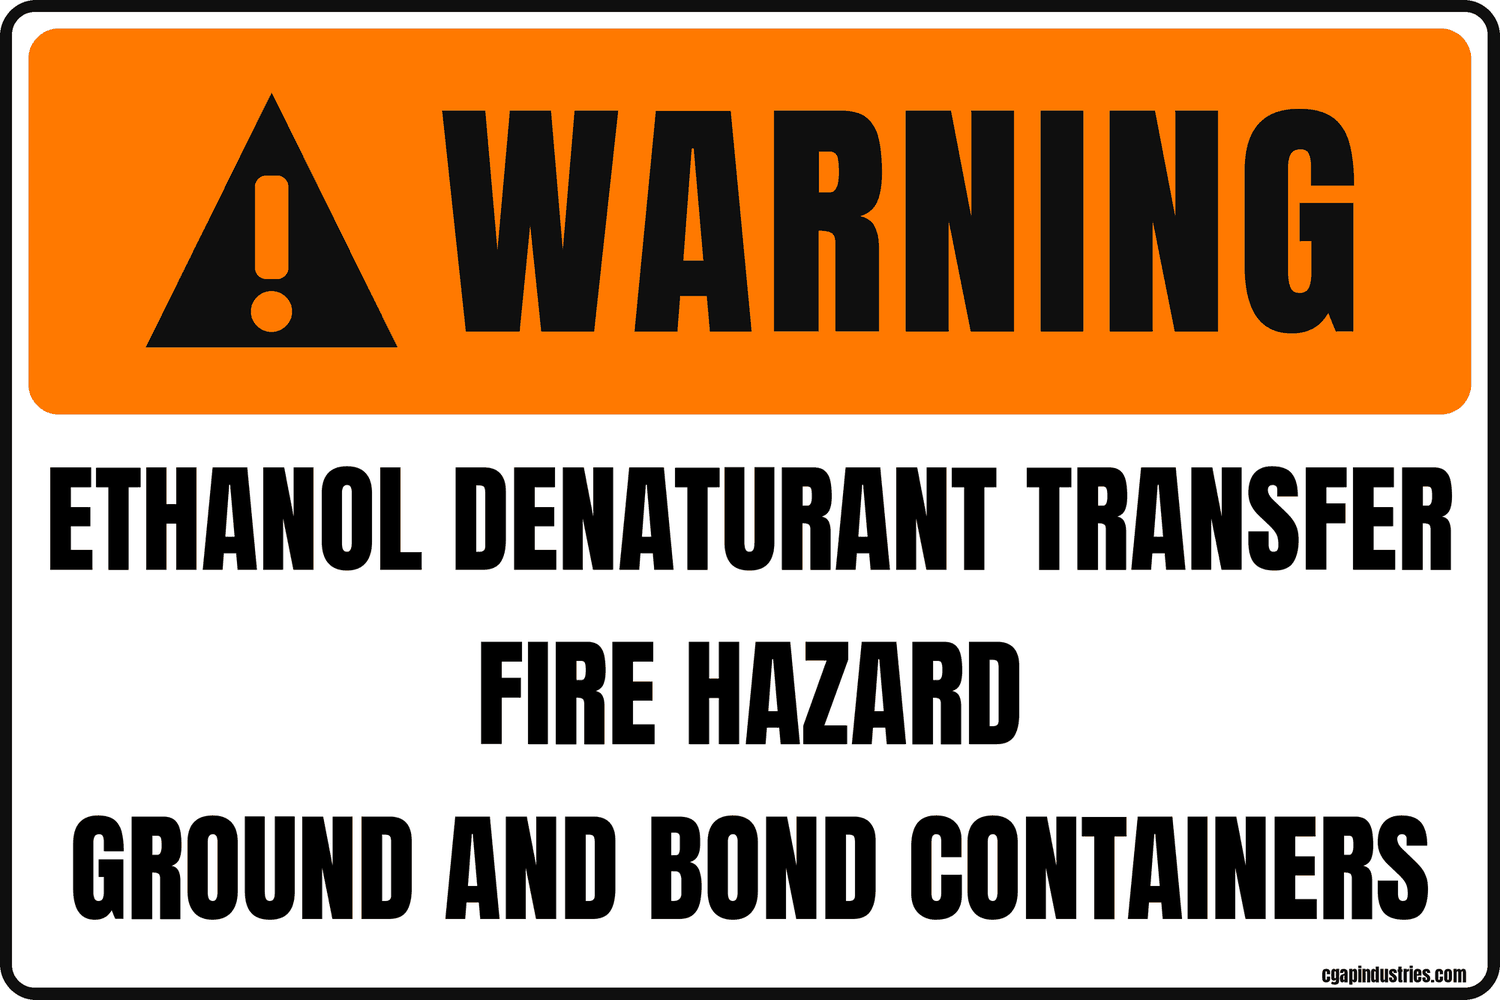 WARNING
ETHANOL DENATURANT TRANSFER
FIRE HAZARD
GROUND AND BOND CONTAINERS
cgapindustries.com